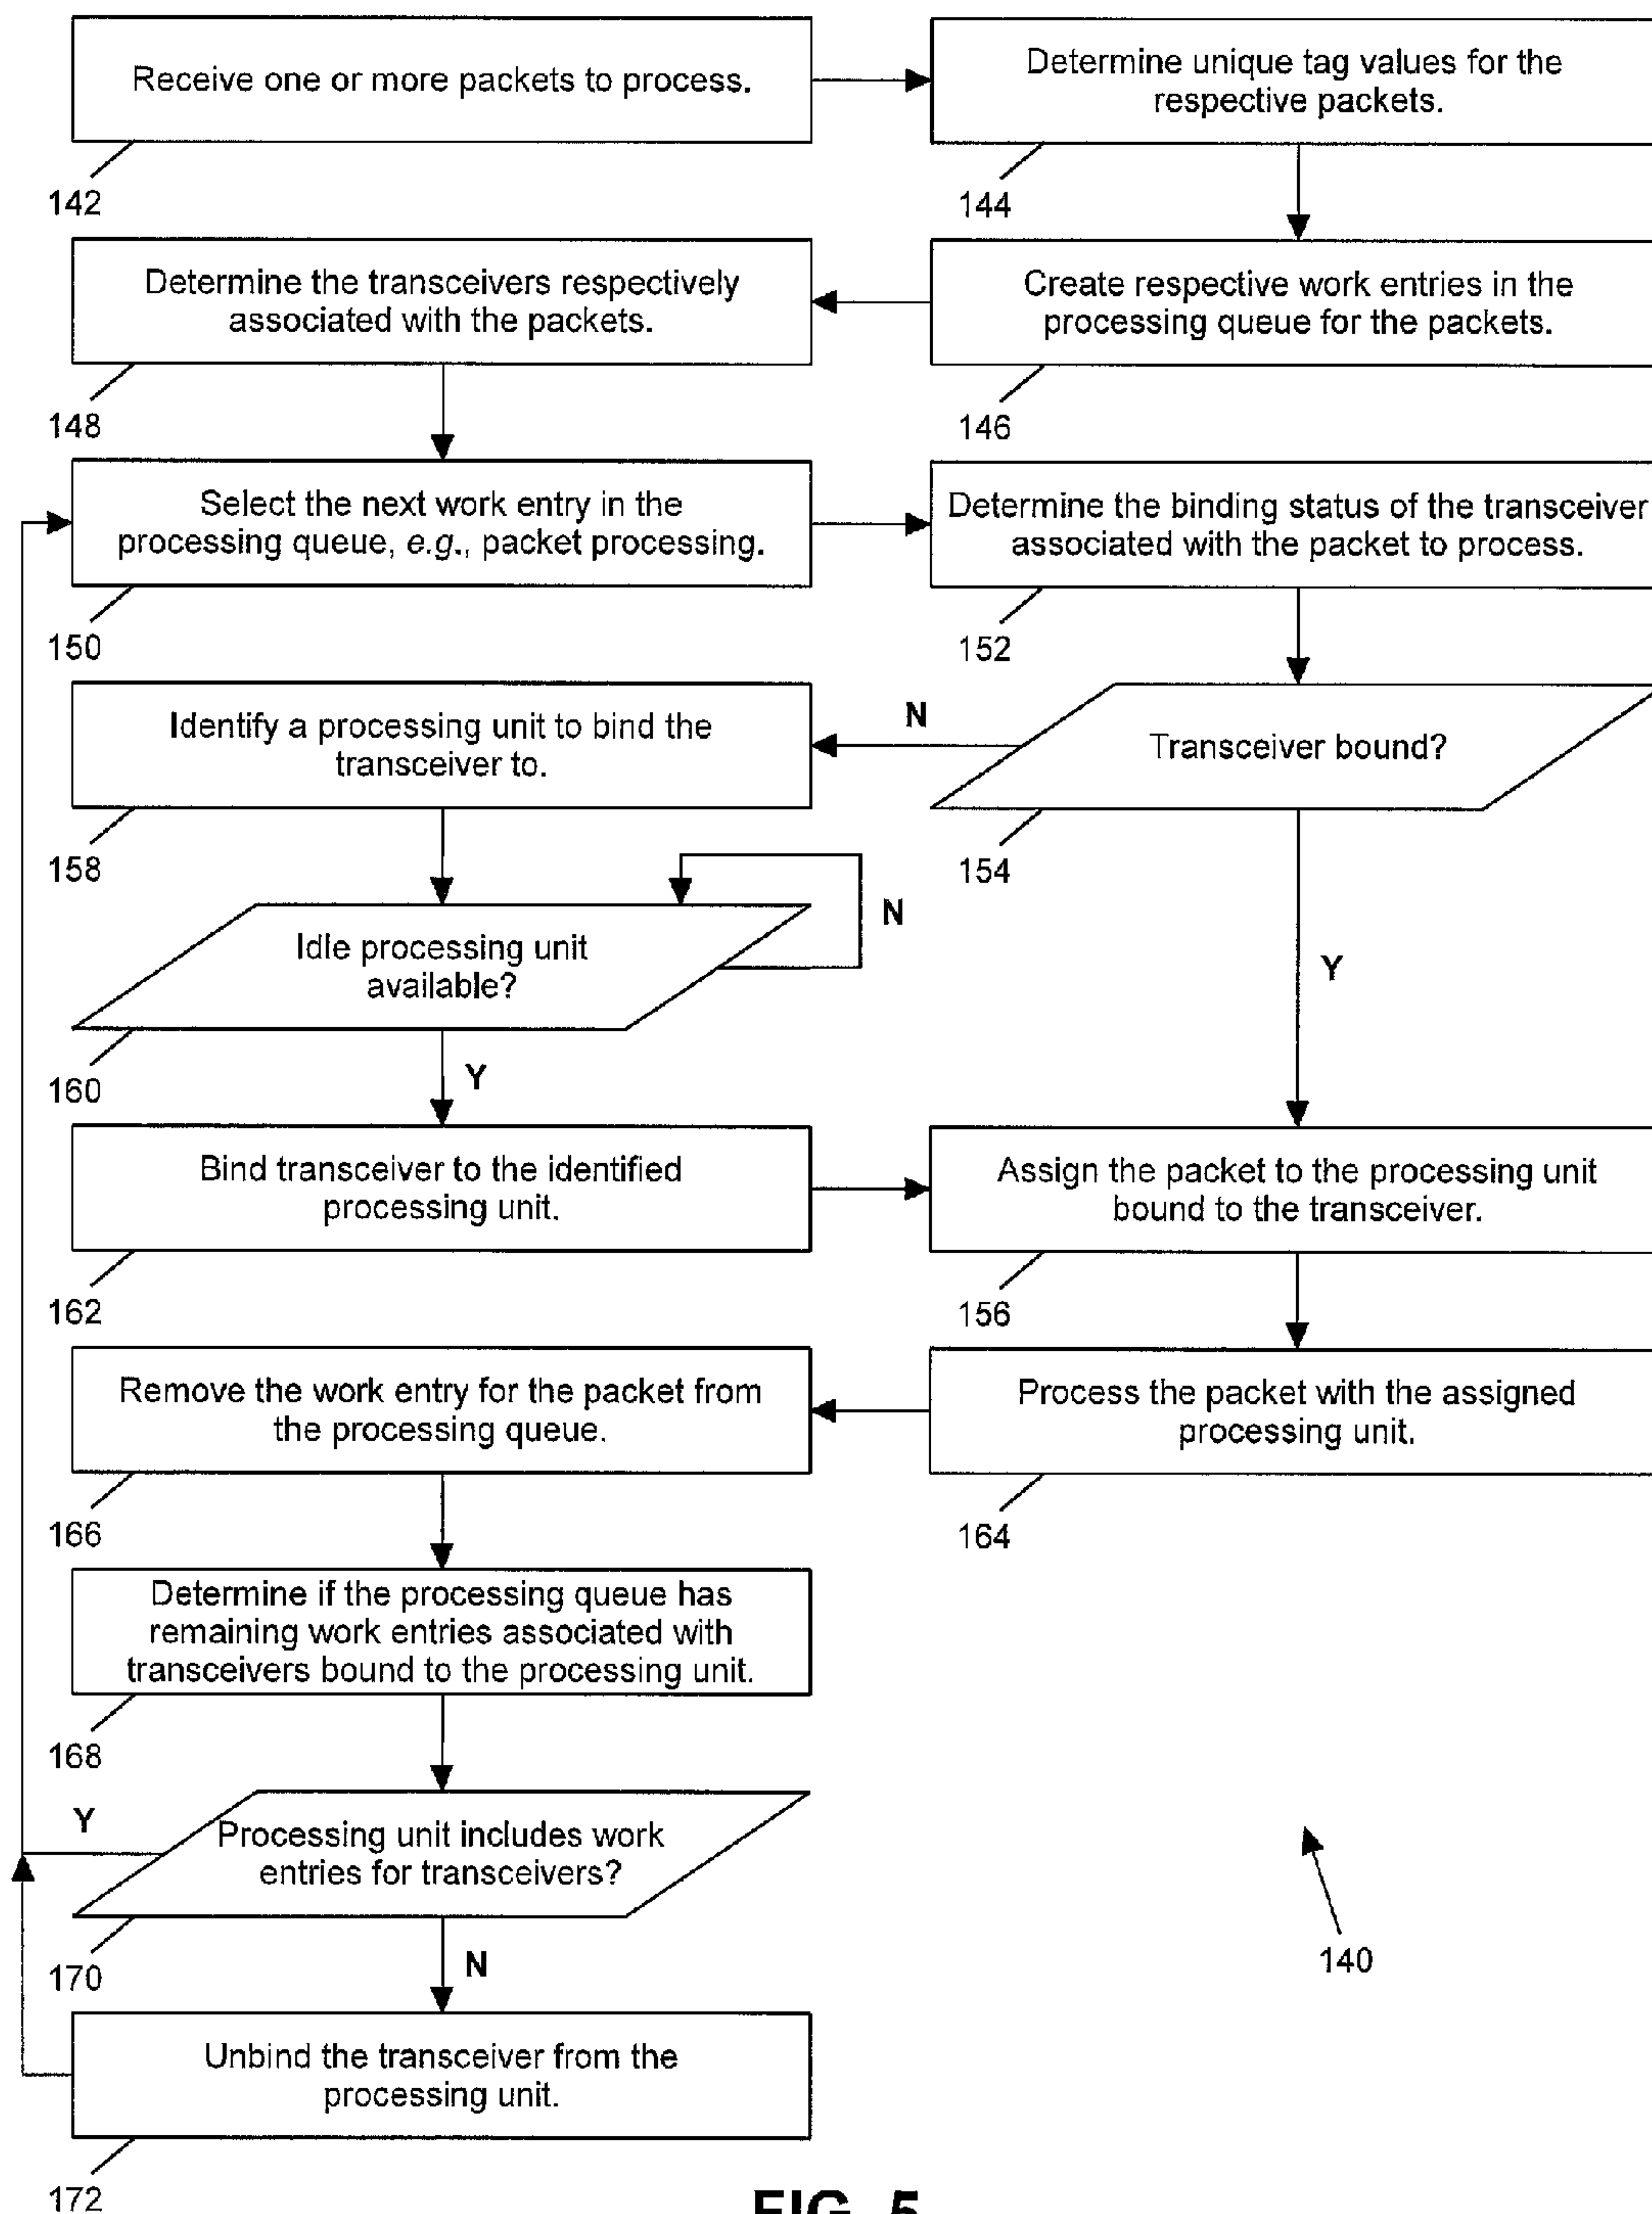 Receive one or more packets to process.
142
Determine unique tag values for the
respective packets.
144
Determine the transceivers respectively
associated with the packets.
148
Create respective work entries in the
processing queue for the packets.
146
Select the next work entry in the
processing queue, e.g., packet processing.
150
Determine the binding status of the transceiver
associated with the packet to process.
152
Identify a processing unit to bind the
transceiver to.
158
N
Transceiver bound?
154
N
Idle processing unit
available?
160
Y
Y
Bind transceiver to the identified
processing unit.
162
Assign the packet to the processing unit
bound to the transceiver.
156
Remove the work entry for the packet from
the processing queue.
166
Process the packet with the assigned
processing unit.
164
Determine if the processing queue has
remaining work entries associated with
transceivers bound to the processing unit.
168
Y
Processing unit includes work
entries for transceivers?
170
N
140
Unbind the transceiver from the
processing unit.
172
FIG. 5